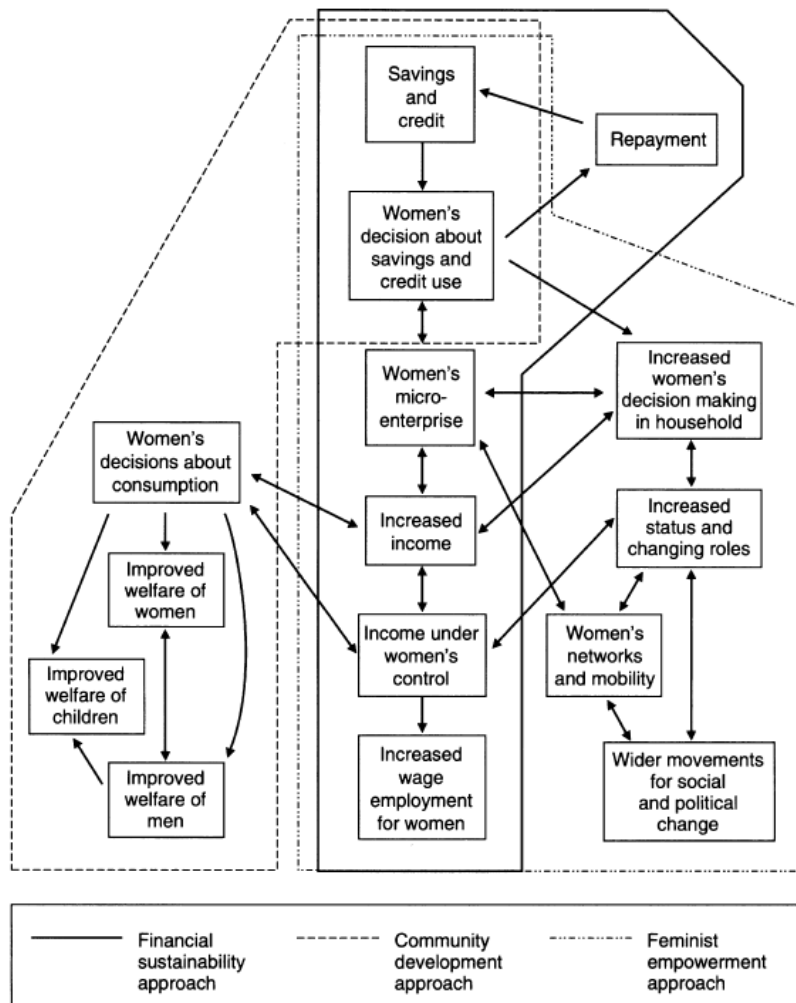 Savings
and
credit
Repayment
Women's
decision about
savings and
credit use
Women's
micro-
enterprise
Increased
women's
decision making
in household
Women's
decisions about
consumption
Increased
income
Increased
status and
changing roles
Improved
welfare of
women
Income under
women's
control
Women's
networks
and mobility
Improved
welfare of
children
Increased
wage
employment
for women
Wider movements
for social
and political
change
Improved
welfare of
men
Financial
sustainability
approach
Community
development
approach
Feminist
empowerment
approach